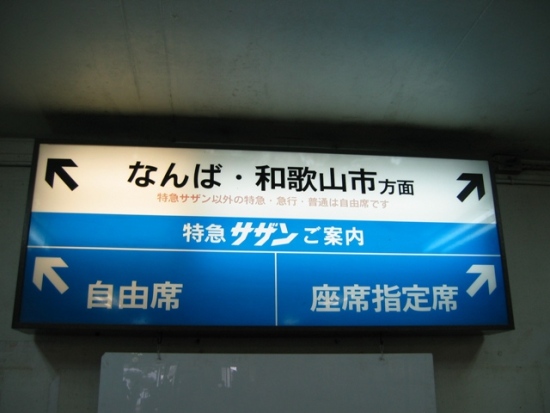 なんば・和歌山市方面
特急サザン以外の特急・急行・普通は自由席です
特急サザンご案内
自由席
座席指定席